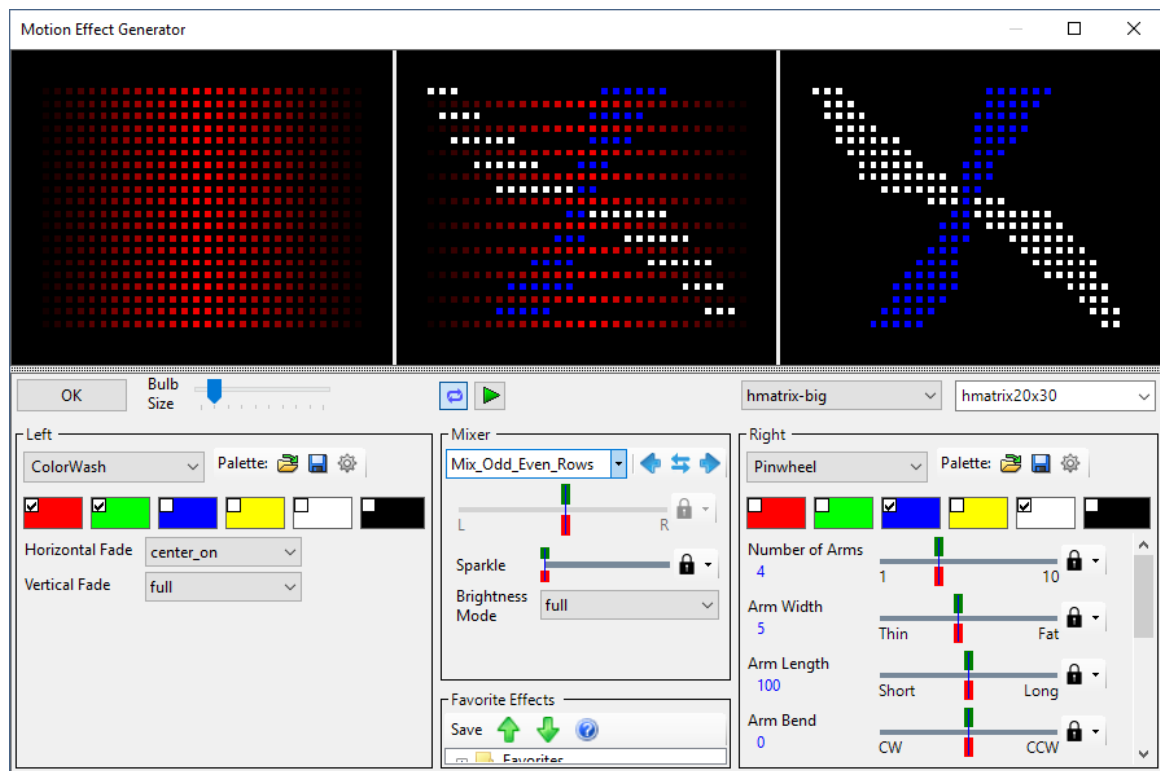 Motion Effect Generator
OK
Bulb
Size
hmatrix-big
hmatrix20x30
Left
ColorWash
Palette:
Horizontal Fade
center_on
Vertical Fade
full
Mixer
Mix_Odd_Even_Rows
L
R
Sparkle
Brightness
Mode
full
Favorite Effects
Save
Favorites
Right
Pinwheel
Palette:
Number of Arms
4
1
10
Arm Width
5
Thin
Fat
Arm Length
100
Short
Long
Arm Bend
0
CW
CCW